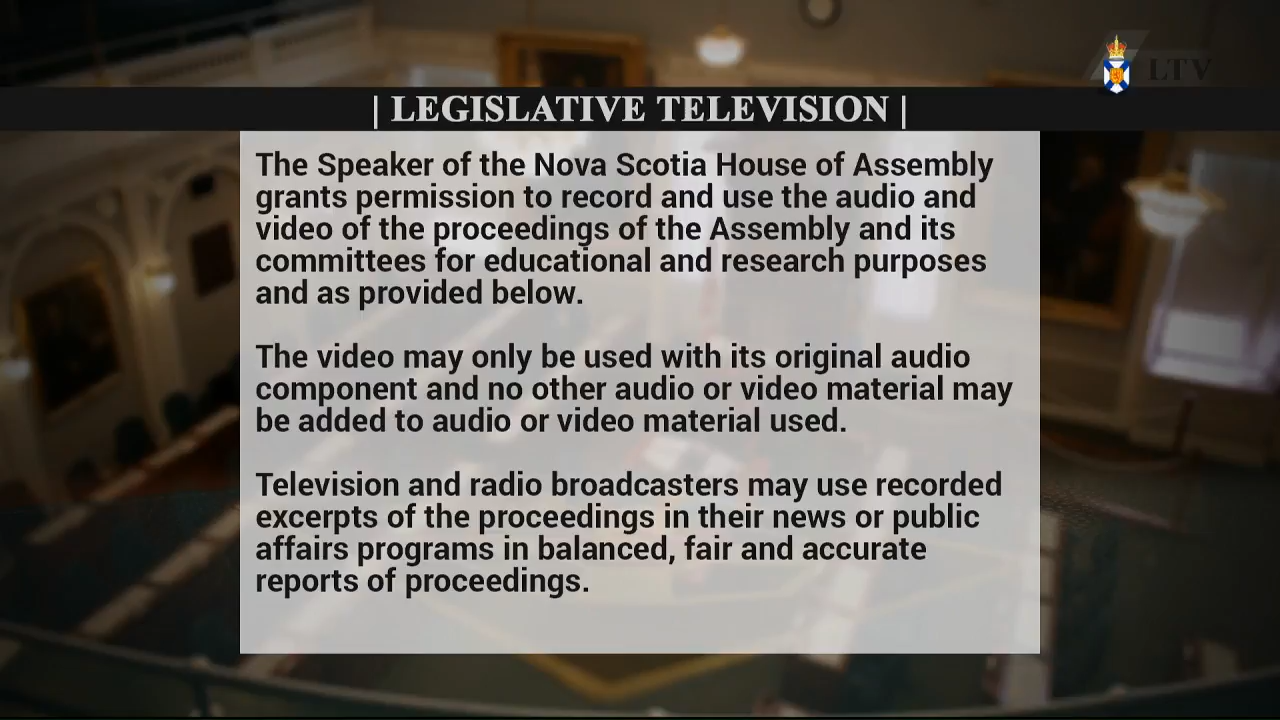 LTV
| LEGISLATIVE TELEVISION |
The Speaker of the Nova Scotia House of Assembly
grants permission to record and use the audio and
video of the proceedings of the Assembly and its
committees for educational and research purposes
and as provided below.
The video may only be used with its original audio
component and no other audio or video material may
be added to audio or video material used.
Television and radio broadcasters may use recorded
excerpts of the proceedings in their news or public
affairs programs in balanced, fair and accurate
reports of proceedings.